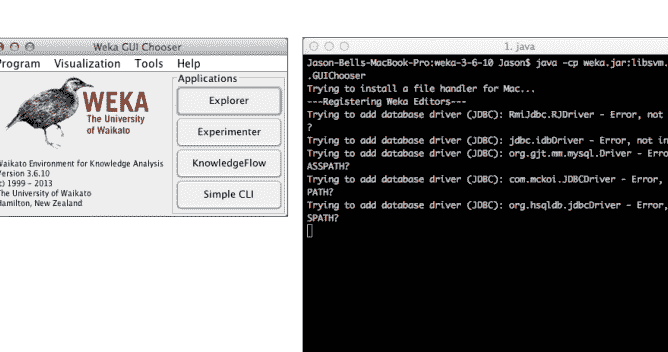 Weka GUI Chooser
Program Visualization Tools Help
Applications
WEKA
The University
of Waikato
Explorer
Experimenter
KnowledgeFlow
Simple CLI
Waikato Environment for Knowledge Analysis
Version 3.6.10
(c) 1999 - 2013
The University of Waikato
Hamilton, New Zealand
1. java
Jason-Bells-MacBook-Pro:weka-3-6-10 Jason$ java -cp weka.jar:libsvm.
.GUIChooser
Trying to install a file handler for Mac...
---Registering Weka Editors---
Trying to add database driver (JDBC): RmiJdbc.RJDriver - Error, not
?
Trying to add database driver (JDBC): jdbc.idbDriver - Error, not in
Trying to add database driver (JDBC): org.gjt.mm.mysql.Driver - Erro
ASSPATH?
Trying to add database driver (JDBC): com.mckoi.JDBCDriver - Error,
PATH?
Trying to add database driver (JDBC): org.hsqldb.jdbcDriver - Error,
SPATH?